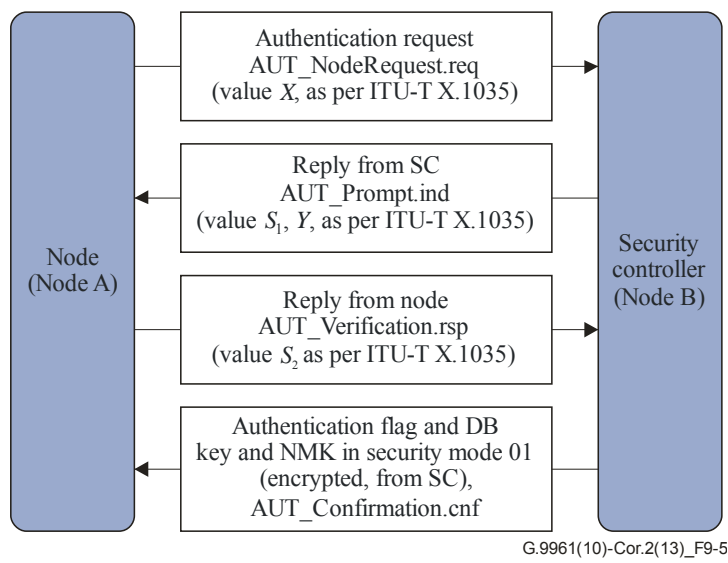 Authentication request
AUT_NodeRequest.req
(value X, as per ITU-T X.1035)
Reply from SC
AUT_Prompt.ind
(value S₁, Y, as per ITU-T X.1035)
Node
(Node A)
Security
controller
(Node B)
Reply from node
AUT_Verification.rsp
(value S₂ as per ITU-T X.1035)
Authentication flag and DB
key and NMK in security mode 01
(encrypted, from SC),
AUT_Confirmation.cnf
G.9961(10)-Cor.2(13)_F9-5